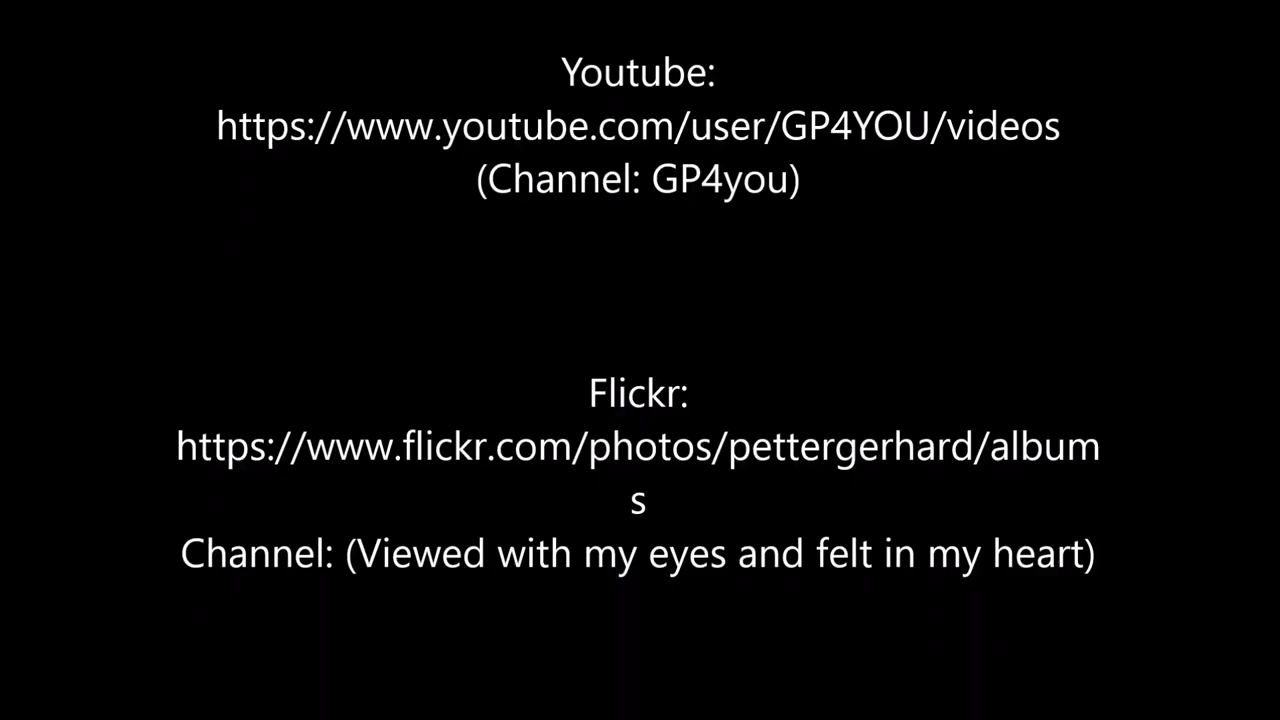 Youtube:
https://www.youtube.com/user/GP4YOU/videos
(Channel: GP4you)
Flickr:
https://www.flickr.com/photos/pettergerhard/album
s
Channel: (Viewed with my eyes and felt in my heart)